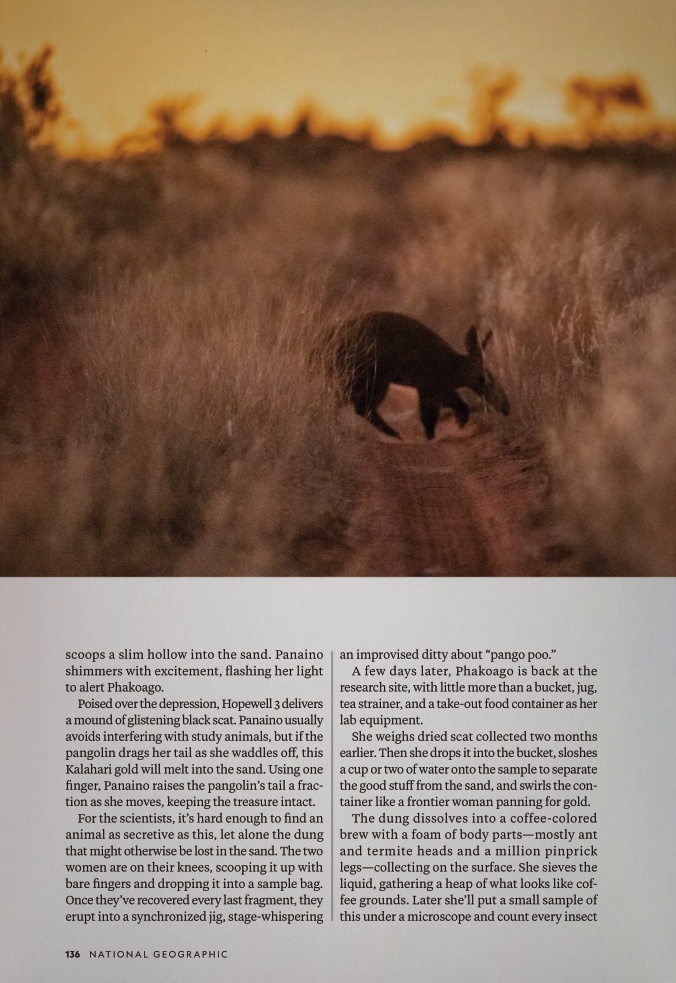 scoops a slim hollow into the sand. Panaino
shimmers with excitement, flashing her light
to alert Phakoago.
Poised over the depression, Hopewell 3 delivers
a mound of glistening black scat. Panaino usually
avoids interfering with study animals, but if the
pangolin drags her tail as she waddles off, this
Kalahari gold will melt into the sand. Using one
finger, Panaino raises the pangolin's tail a frac-
tion as she moves, keeping the treasure intact.
For the scientists, it's hard enough to find an
animal as secretive as this, let alone the dung
that might otherwise be lost in the sand. The two
women are on their knees, scooping it up with
bare fingers and dropping it into a sample bag.
Once they've recovered every last fragment, they
erupt into a synchronized jig, stage-whispering
an improvised ditty about “pango poo.”
A few days later, Phakoago is back at the
research site, with little more than a bucket, jug,
tea strainer, and a take-out food container as her
lab equipment.
She weighs dried scat collected two months
earlier. Then she drops it into the bucket, sloshes
a cup or two of water onto the sample to separate
the good stuff from the sand, and swirls the con-
tainer like a frontier woman panning for gold.
The dung dissolves into a coffee-colored
brew with a foam of body parts—mostly ant
and termite heads and a million pinprick
legs—collecting on the surface. She sieves the
liquid, gathering a heap of what looks like cof-
fee grounds. Later she'll put a small sample of
this under a microscope and count every insect
136 NATIONAL GEOGRAPHIC